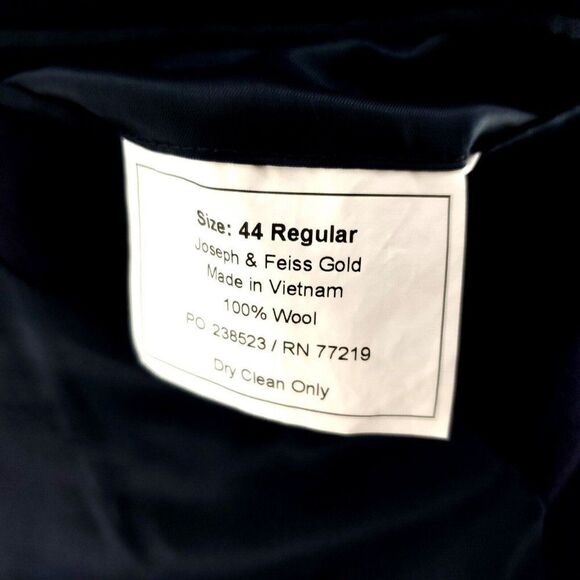 Size: 44 Regular
Joseph & Feiss Gold
Made in Vietnam
100% Wool
PO 238523 / RN 77219
Dry Clean Only